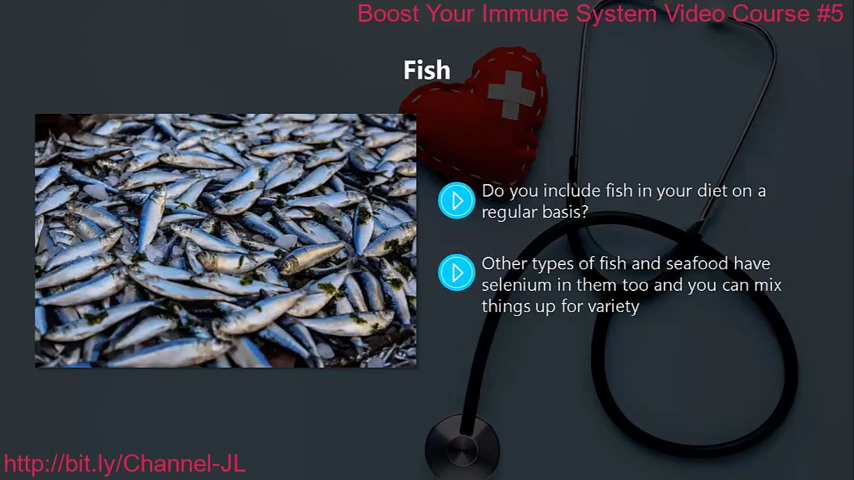 Boost Your Immune System Video Course #5
Fish
Do you include fish in your diet on a
regular basis?
Other types of fish and seafood have
selenium in them too and you can mix
things up for variety
http://bit.ly/Channel-JL